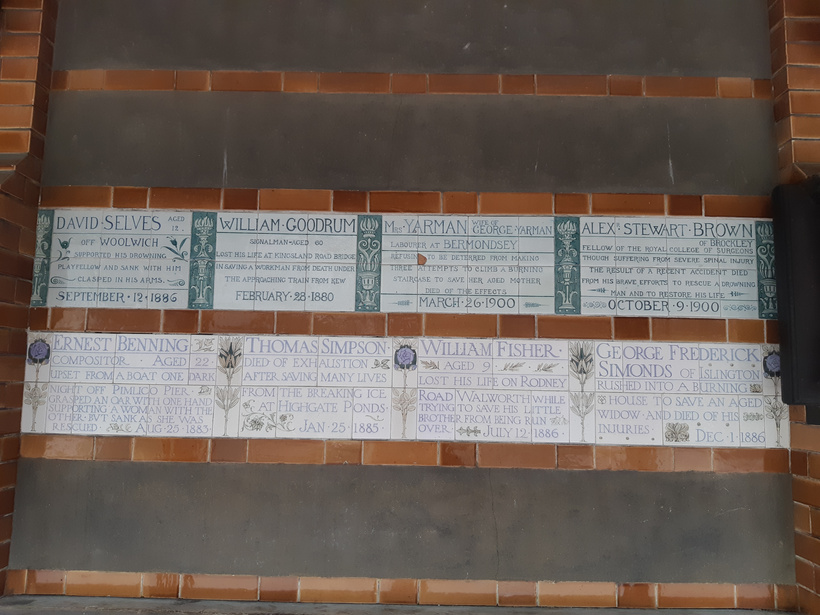 DAVID · SELVES AGED 12.
OFF WOOLWICH
SUPPORTED HIS DROWNING
PLAYFELLOW AND SANK WITH HIM
CLASPED IN HIS ARMS.
SEPTEMBER · 12 · 1886
WILLIAM · GOODRUM
SIGNALMAN · AGED 60
LOST HIS LIFE AT KINGSLAND ROAD BRIDGE
IN SAVING A WORKMAN FROM DEATH UNDER
THE APPROACHING TRAIN FROM KEW
FEBRUARY · 28 · 1880
MRS YARMAN WIFE OF GEORGE YARMAN
LABOURER AT BERMONDSEY
REFUSING TO BE DETERRED FROM MAKING
THREE ATTEMPTS TO CLIMB A BURNING
STAIRCASE TO SAVE HER AGED MOTHER
DIED OF THE EFFECTS
MARCH · 26 · 1900
ALEXR STEWART · BROWN
OF BROCKLEY
FELLOW OF THE ROYAL COLLEGE OF SURGEONS
THOUGH SUFFERING FROM SEVERE SPINAL INJURY
THE RESULT OF A RECENT ACCIDENT DIED
FROM HIS BRAVE EFFORTS TO RESCUE A DROWNING
MAN AND TO RESTORE HIS LIFE
OCTOBER · 9 · 1900
ERNEST BENNING
COMPOSITOR · AGED 22
UPSET FROM A BOAT ONE DARK
NIGHT OFF PIMLICO PIER
GRASPED AN OAR WITH ONE HAND
SUPPORTING A WOMAN WITH THE
OTHER BUT SANK AS SHE WAS
RESCUED · AUG · 25 · 1883
THOMAS SIMPSON
DIED OF EXHAUSTION
AFTER SAVING MANY LIVES
FROM THE BREAKING ICE
AT HIGHGATE PONDS
JAN · 25 · 1885
WILLIAM FISHER ·
AGED 9
LOST HIS LIFE ON RODNEY
ROAD WALWORTH WHILE
TRYING TO SAVE HIS LITTLE
BROTHER FROM BEING RUN
OVER. JULY · 12 · 1886
GEORGE FREDERICK
SIMONDS OF ISLINGTON
RUSHED INTO A BURNING
HOUSE TO SAVE AN AGED
WIDOW AND DIED OF HIS
INJURIES · DEC · 1 · 1886